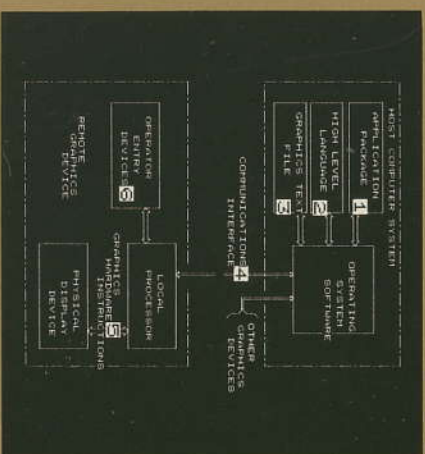 HOST COMPUTER SYSTEM
APPLICATION
PACKAGE
1
HIGH LEVEL
LANGUAGE
2
GRAPHICS TEXT
FILE
3
OPERATING
SYSTEM
SOFTWARE
COMMUNICATIONS
INTERFACE
4
OTHER
GRAPHICS
DEVICES
OPERATOR
ENTRY
DEVICES
6
LOCAL
PROCESSOR
REMOTE
GRAPHICS
DEVICE
GRAPHICS
HARDWARE
INSTRUCTIONS
5
PHYSICAL
DISPLAY
DEVICE